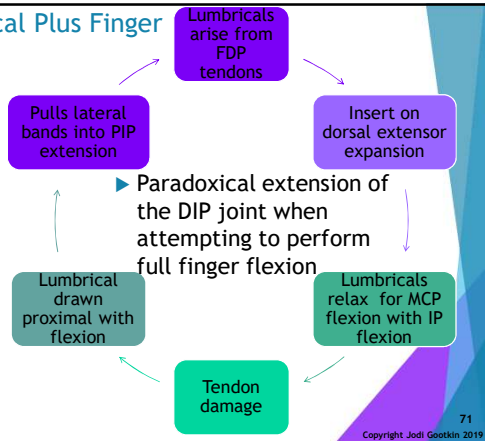 cal Plus Finger
Lumbricals
arise from
FDP
tendons
Insert on
dorsal extensor
expansion
Lumbricals
relax for MCP
flexion with IP
flexion
Tendon
damage
Lumbrical
drawn
proximal with
flexion
Pulls lateral
bands into PIP
extension
Paradoxical extension of
the DIP joint when
attempting to perform
full finger flexion
71
Copyright Jodi Gootkin 2019